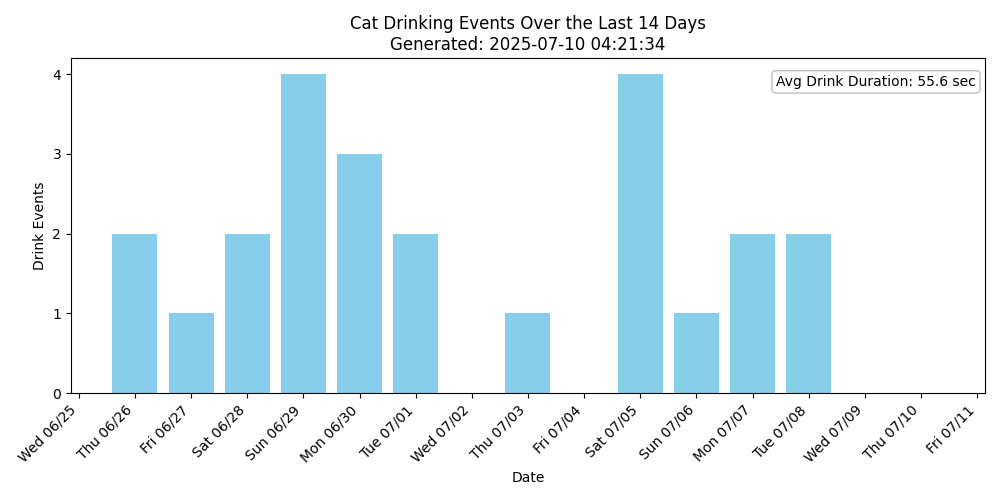 Cat Drinking Events Over the Last 14 Days
Generated: 2025-07-10 04:21:34
Avg Drink Duration: 55.6 sec
Drink Events
4
3
2
1
0
Wed 06/25
Thu 06/26
Fri 06/27
Sat 06/28
Sun 06/29
Mon 06/30
Tue 07/01
Wed 07/02
Thu 07/03
Fri 07/04
Sat 07/05
Sun 07/06
Mon 07/07
Tue 07/08
Wed 07/09
Thu 07/10
Fri 07/11
Date